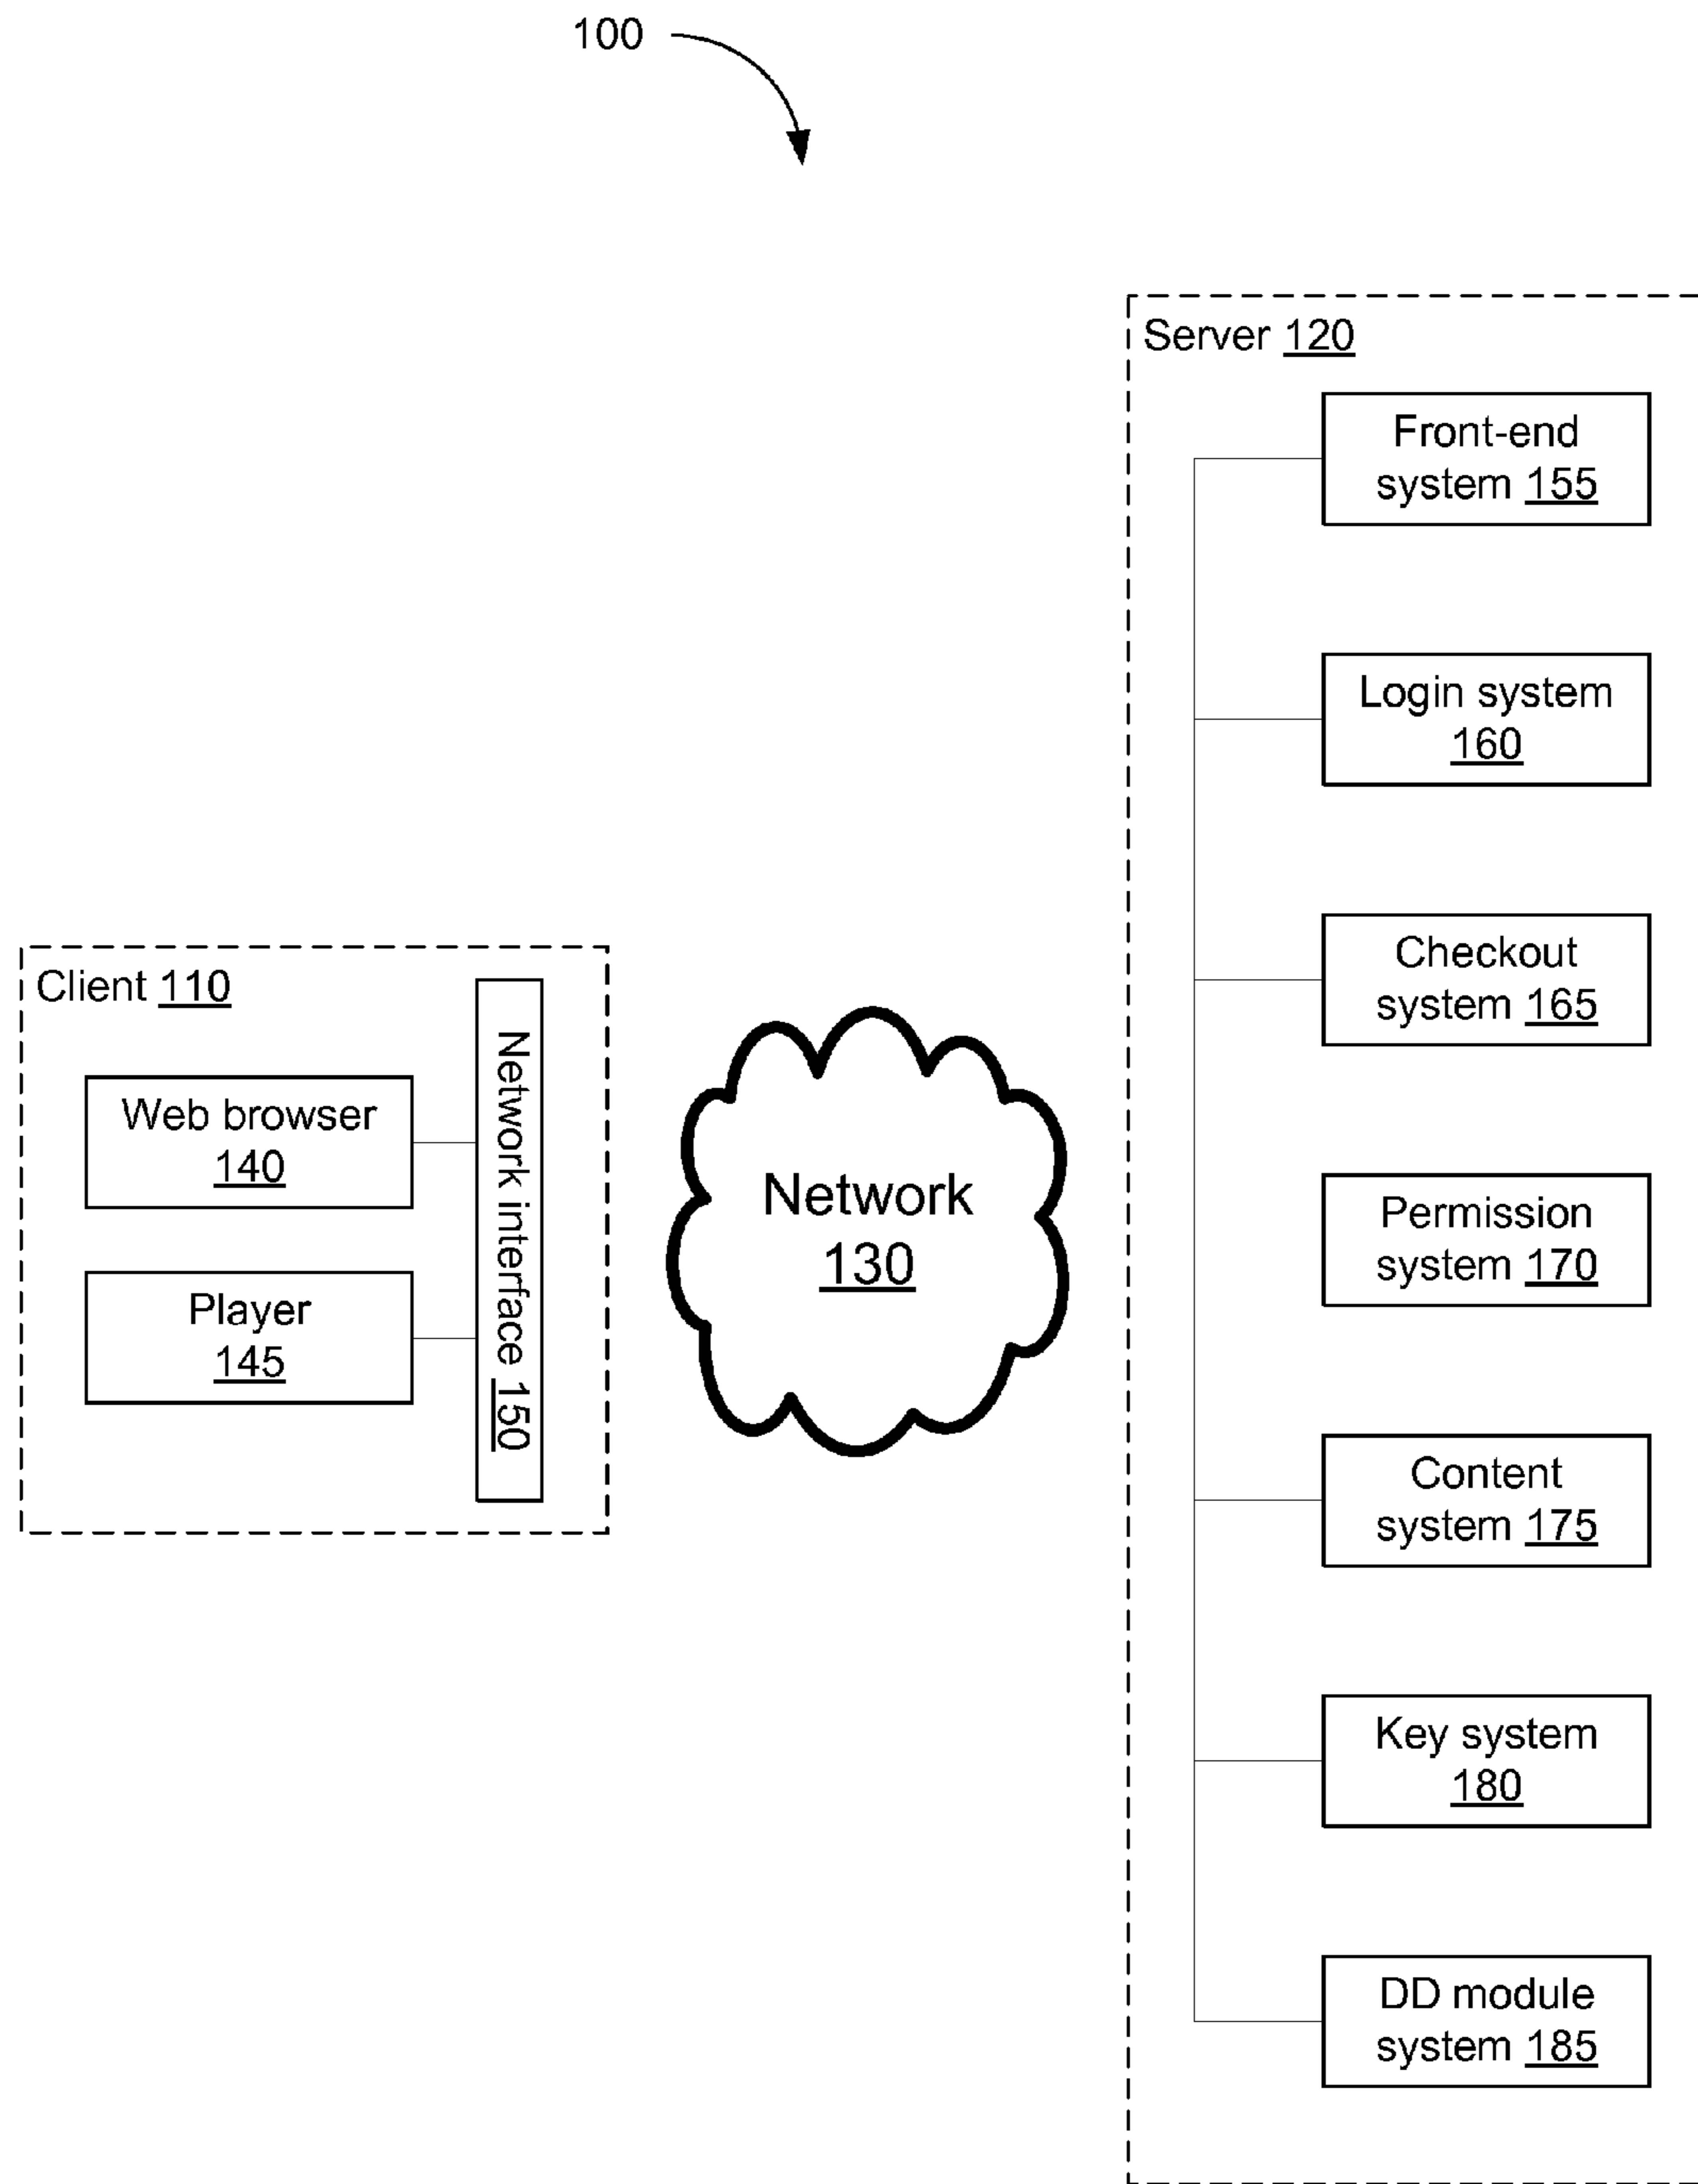 100
Server 120
Front-end
system 155
Login system
160
Checkout
system 165
Permission
system 170
Content
system 175
Key system
180
DD module
system 185
Client 110
Web browser
140
Player
145
Network interface 150
Network
130